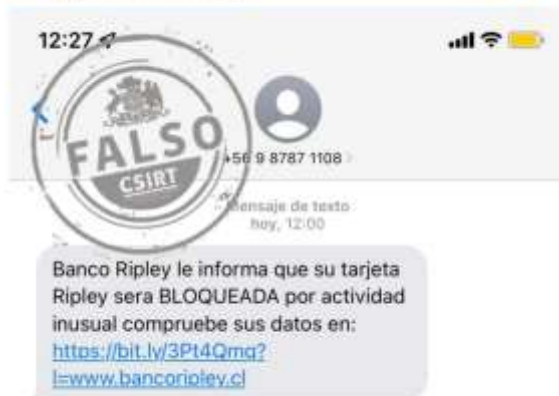 12:27
FALSO
CSIRT
+56 9 8787 1108
Mensaje de texto
hoy, 12:00
Banco Ripley le informa que su tarjeta
Ripley sera BLOQUEADA por actividad
inusual compruebe sus datos en:
https://bit.ly/3Pt4Qmq?
l=www.bancoripley.cl